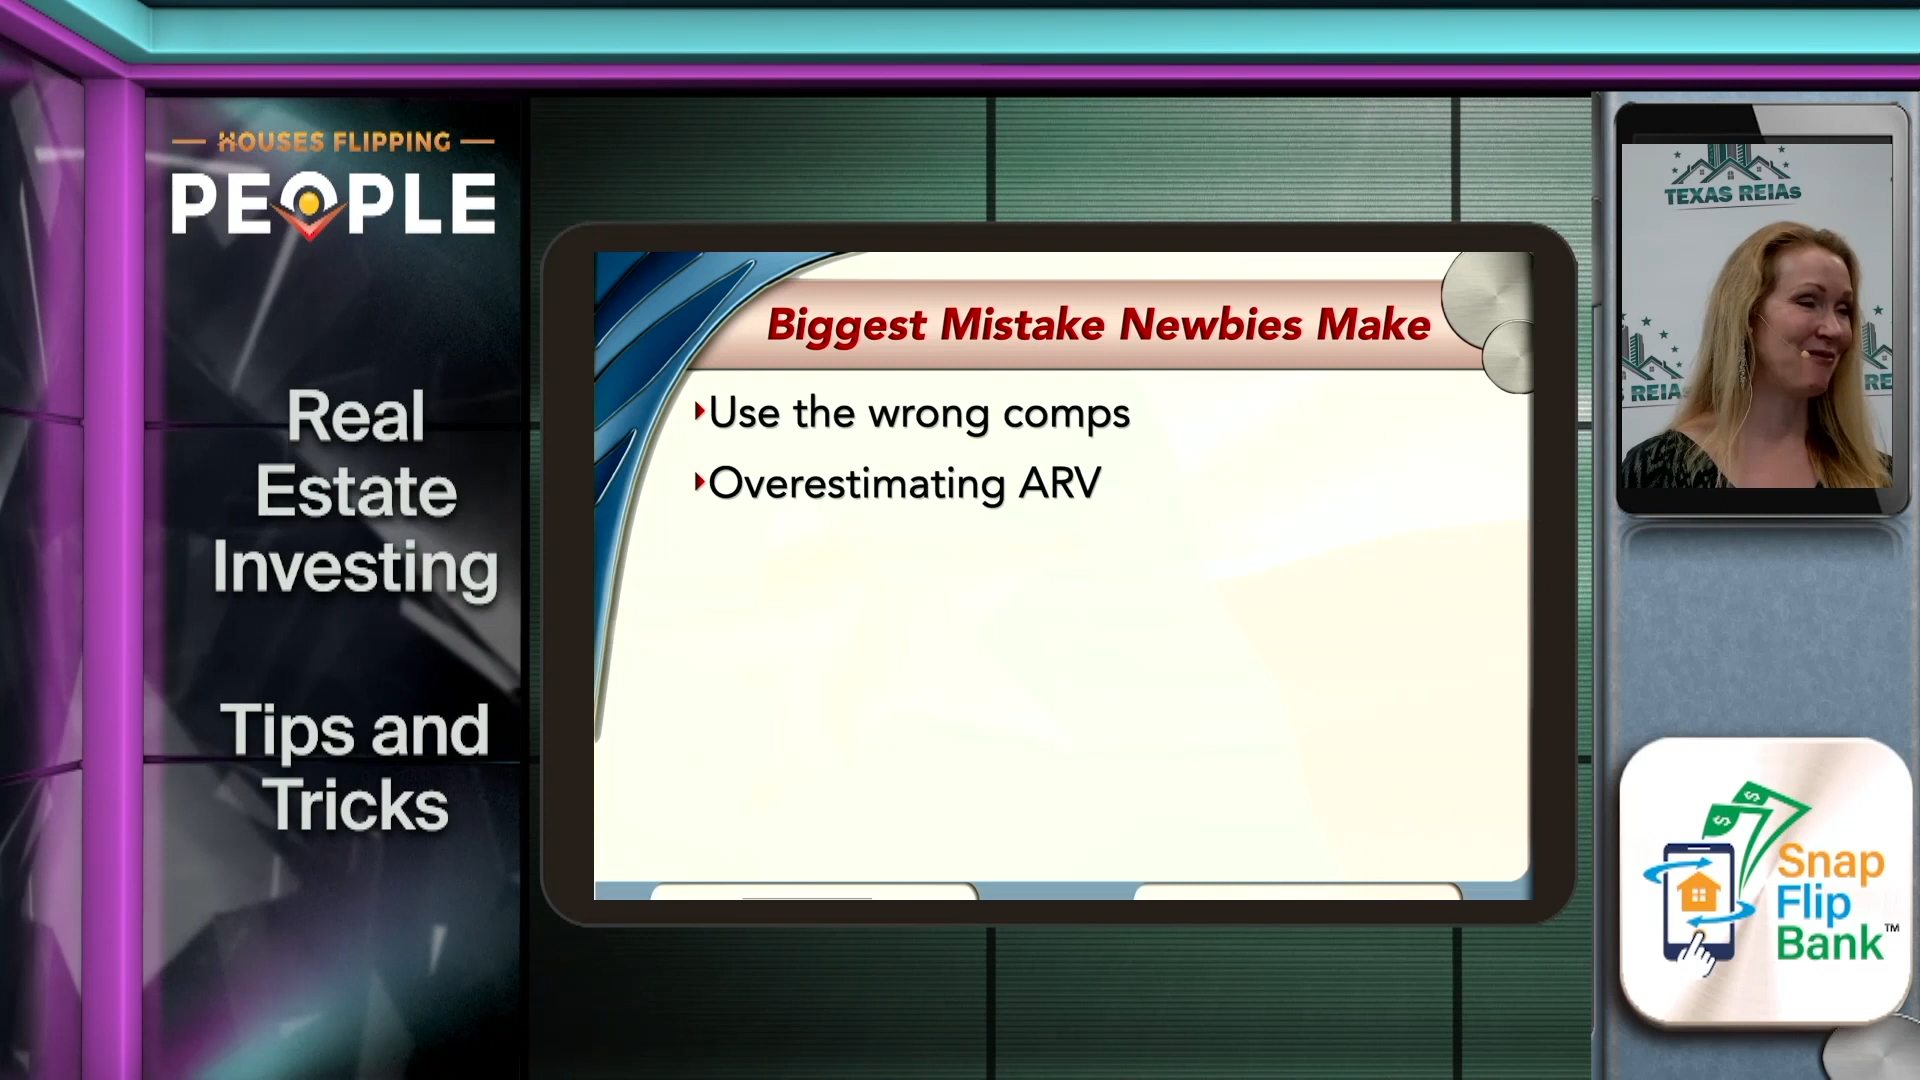 HOUSES FLIPPING
PEOPLE
Real
Estate
Investing
Tips and
Tricks
Biggest Mistake Newbies Make
Use the wrong comps
Overestimating ARV
TEXAS REIAs
REIAs
RE
$
$
Snap
Flip
Bank™